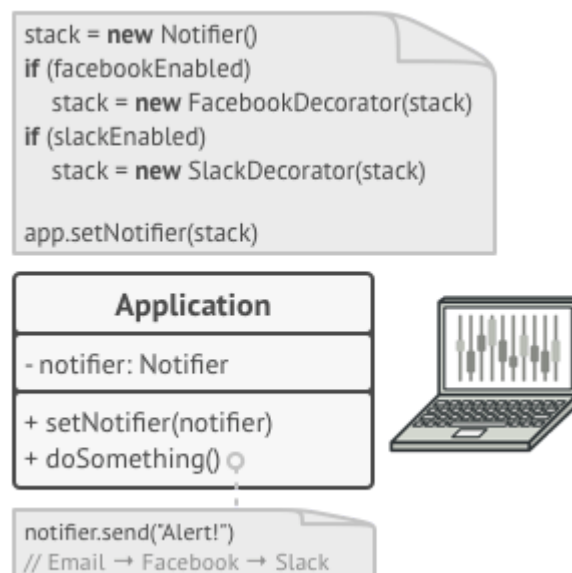 stack = new Notifier()
if (facebookEnabled)
stack = new FacebookDecorator(stack)
if (slackEnabled)
stack = new SlackDecorator(stack)
app.setNotifier(stack)
Application
- notifier: Notifier
+ setNotifier(notifier)
+ doSomething()
notifier.send("Alert!")
// Email → Facebook → Slack